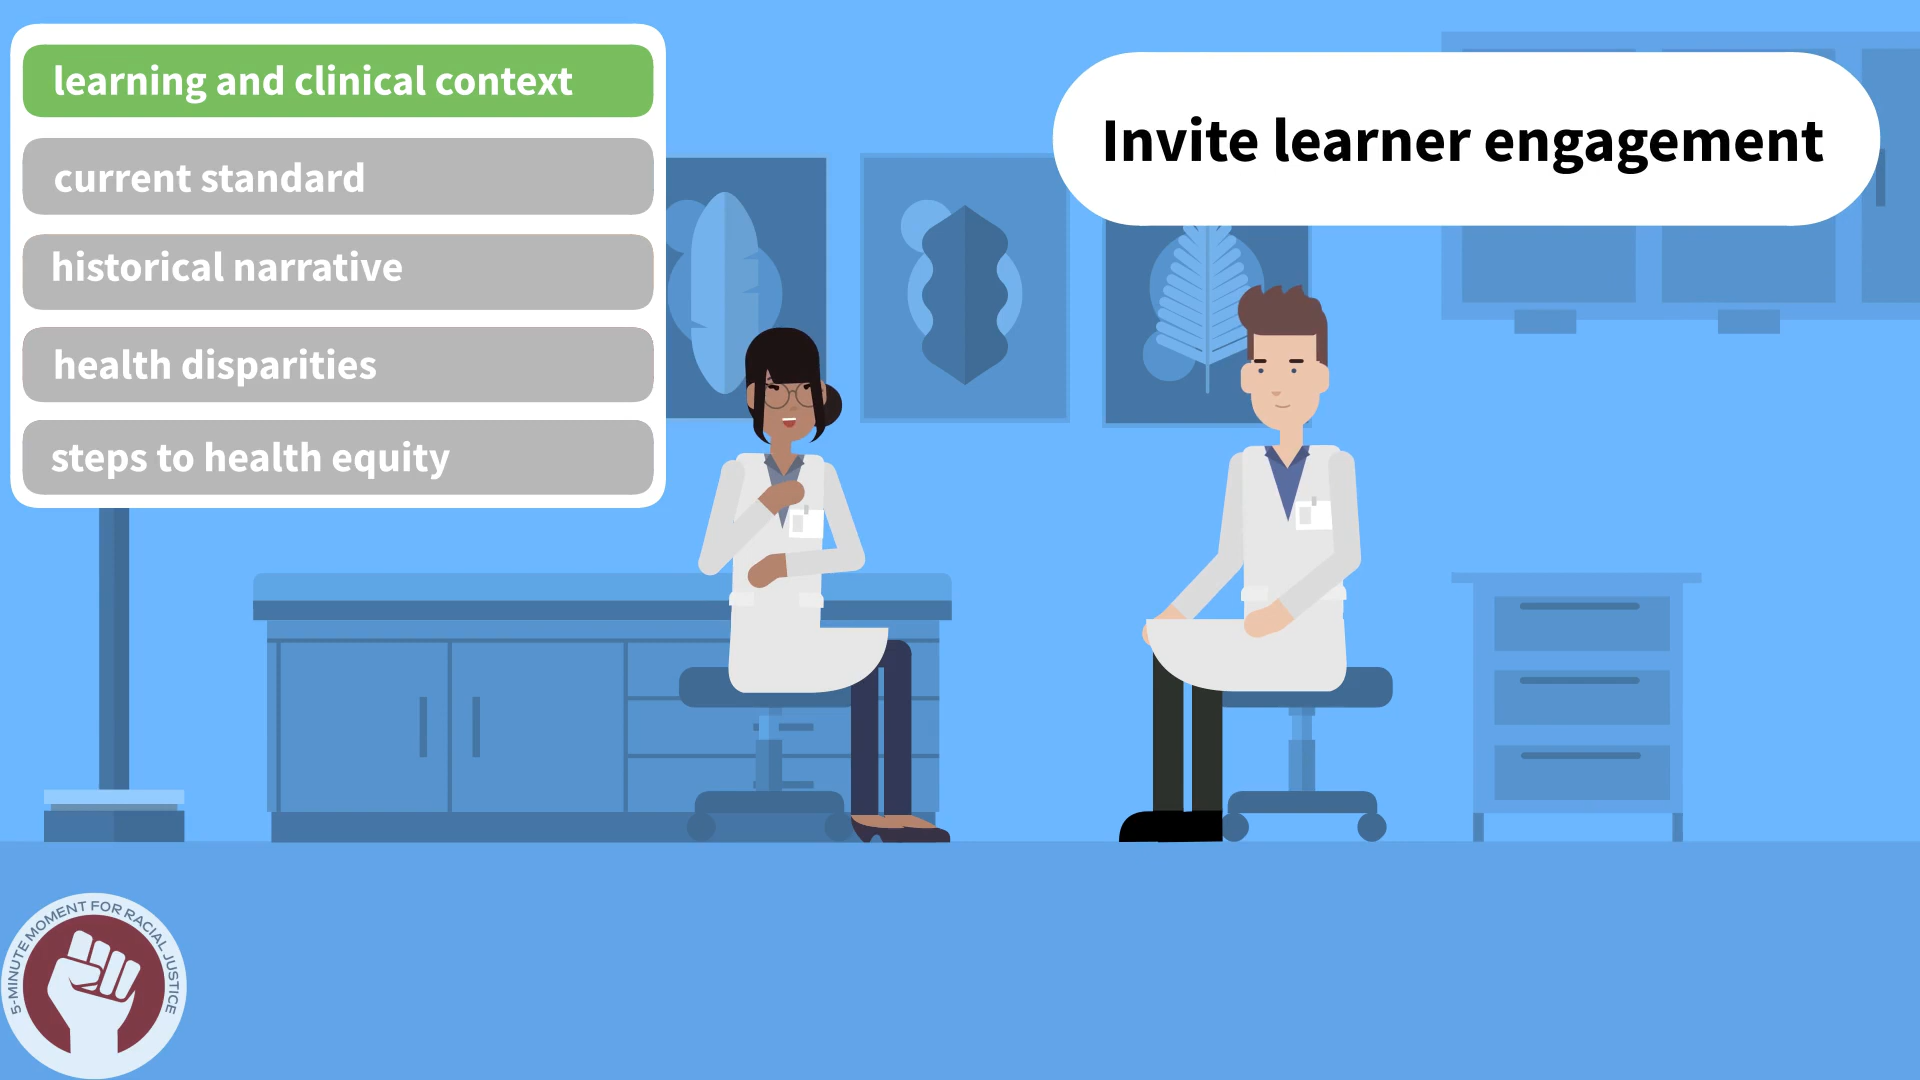 learning and clinical context
current standard
historical narrative
health disparities
steps to health equity
Invite learner engagement
5-MINUTE MOMENT FOR RACIAL JUSTICE